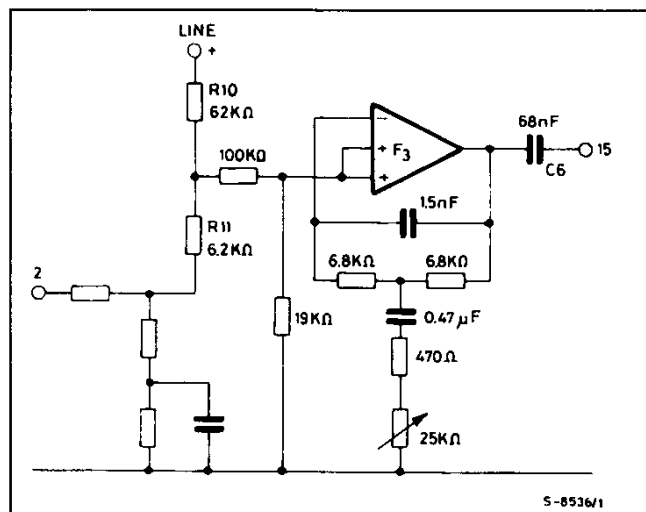 LINE
+
R10
62KΩ
100KΩ
R11
6.2KΩ
2
19KΩ
-
+
+
F3
68nF
C6
15
1.5nF
6.8KΩ
6.8KΩ
0.47µF
470Ω
25KΩ
S-8536/1